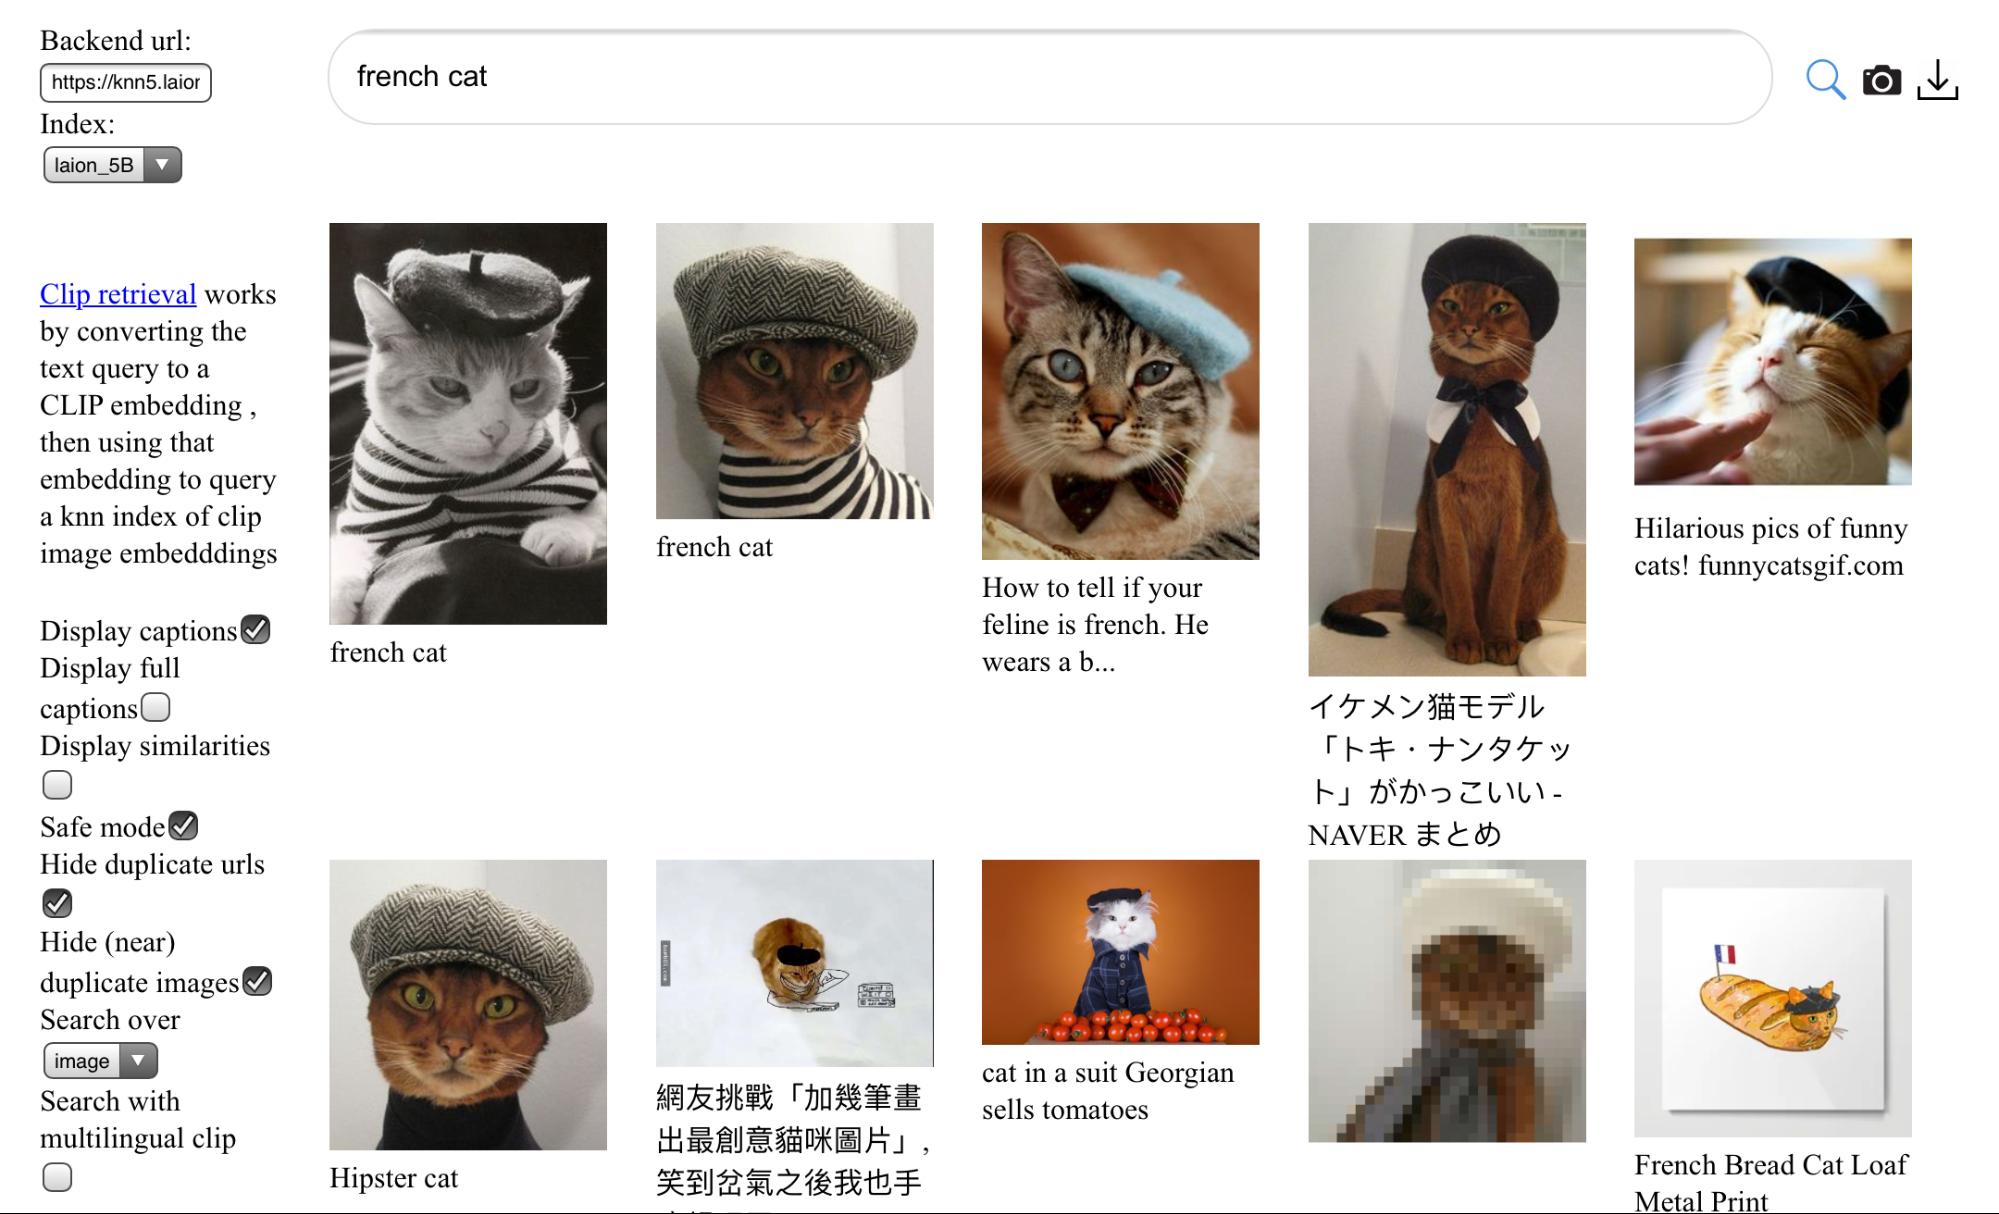 Backend url:
https://knn5.laior
Index:
laion_5B
french cat
Clip retrieval works
by converting the
text query to a
CLIP embedding ,
then using that
embedding to query
a knn index of clip
image embedddings
Display captions
Display full
captions
Display similarities
Safe mode
Hide duplicate urls
Hide (near)
duplicate images
Search over
image
Search with
multilingual clip
french cat
french cat
How to tell if your
feline is french. He
wears a b...
イケメン猫モデル
「トキ・ナンタケッ
ト」がかっこいい -
NAVER まとめ
Hilarious pics of funny
cats! funnycatsgif.com
Hipster cat
網友挑戰「加幾筆畫
出最創意貓咪圖片」,
笑到岔氣之後我也手
cat in a suit Georgian
sells tomatoes
French Bread Cat Loaf
Metal Print